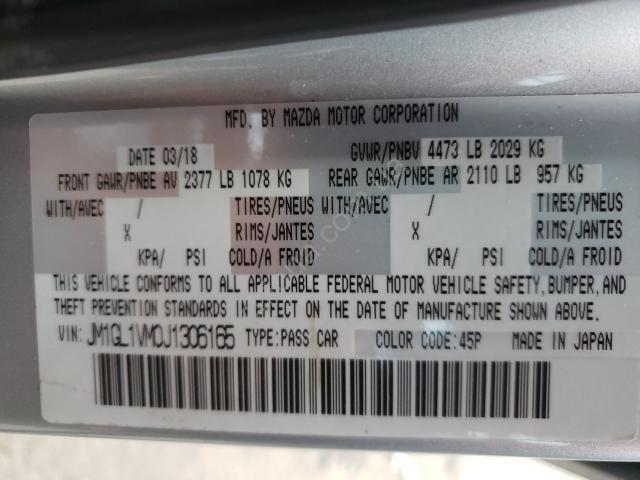 MFD. BY MAZDA MOTOR CORPORATION
DATE 03/18 GVWR/PNBV 4473 LB 2029 KG
FRONT GAWR/PNBE AV 2377 LB 1078 KG REAR GAWR/PNBE AR 2110 LB 957 KG
WITH/AVEC / TIRES/PNEUS WITH/AVEC / TIRES/PNEUS
X RIMS/JANTES X RIMS/JANTES
KPA/ PSI COLD/A FROID KPA/ PSI COLD/A FROID
THIS VEHICLE CONFORMS TO ALL APPLICABLE FEDERAL MOTOR VEHICLE SAFETY,BUMPER,AND
THEFT PREVENTION STANDARDS IN EFFECT ON THE DATE OF MANUFACTURE SHOWN ABOVE.
VIN: JM1GL1VM0J1306165 TYPE:PASS CAR COLOR CODE:45P MADE IN JAPAN